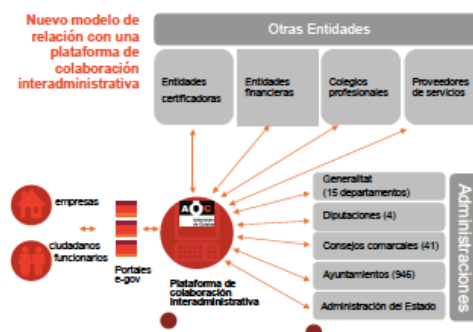 Nuevo modelo de
relación con una
plataforma de
colaboración
interadministrativa
Otras Entidades
Entidades
certificadoras
Entidades
financieras
Colegios
profesionales
Proveedores
de servicios
empresas
ciudadanos
funcionarios
Portales
e-gov
AOC
Plataforma de
colaboración
interadministrativa
Generalitat
(15 departamentos)
Diputaciones (4)
Consejos comarcales (41)
Ayuntamientos (946)
Administración del Estado
Administraciones